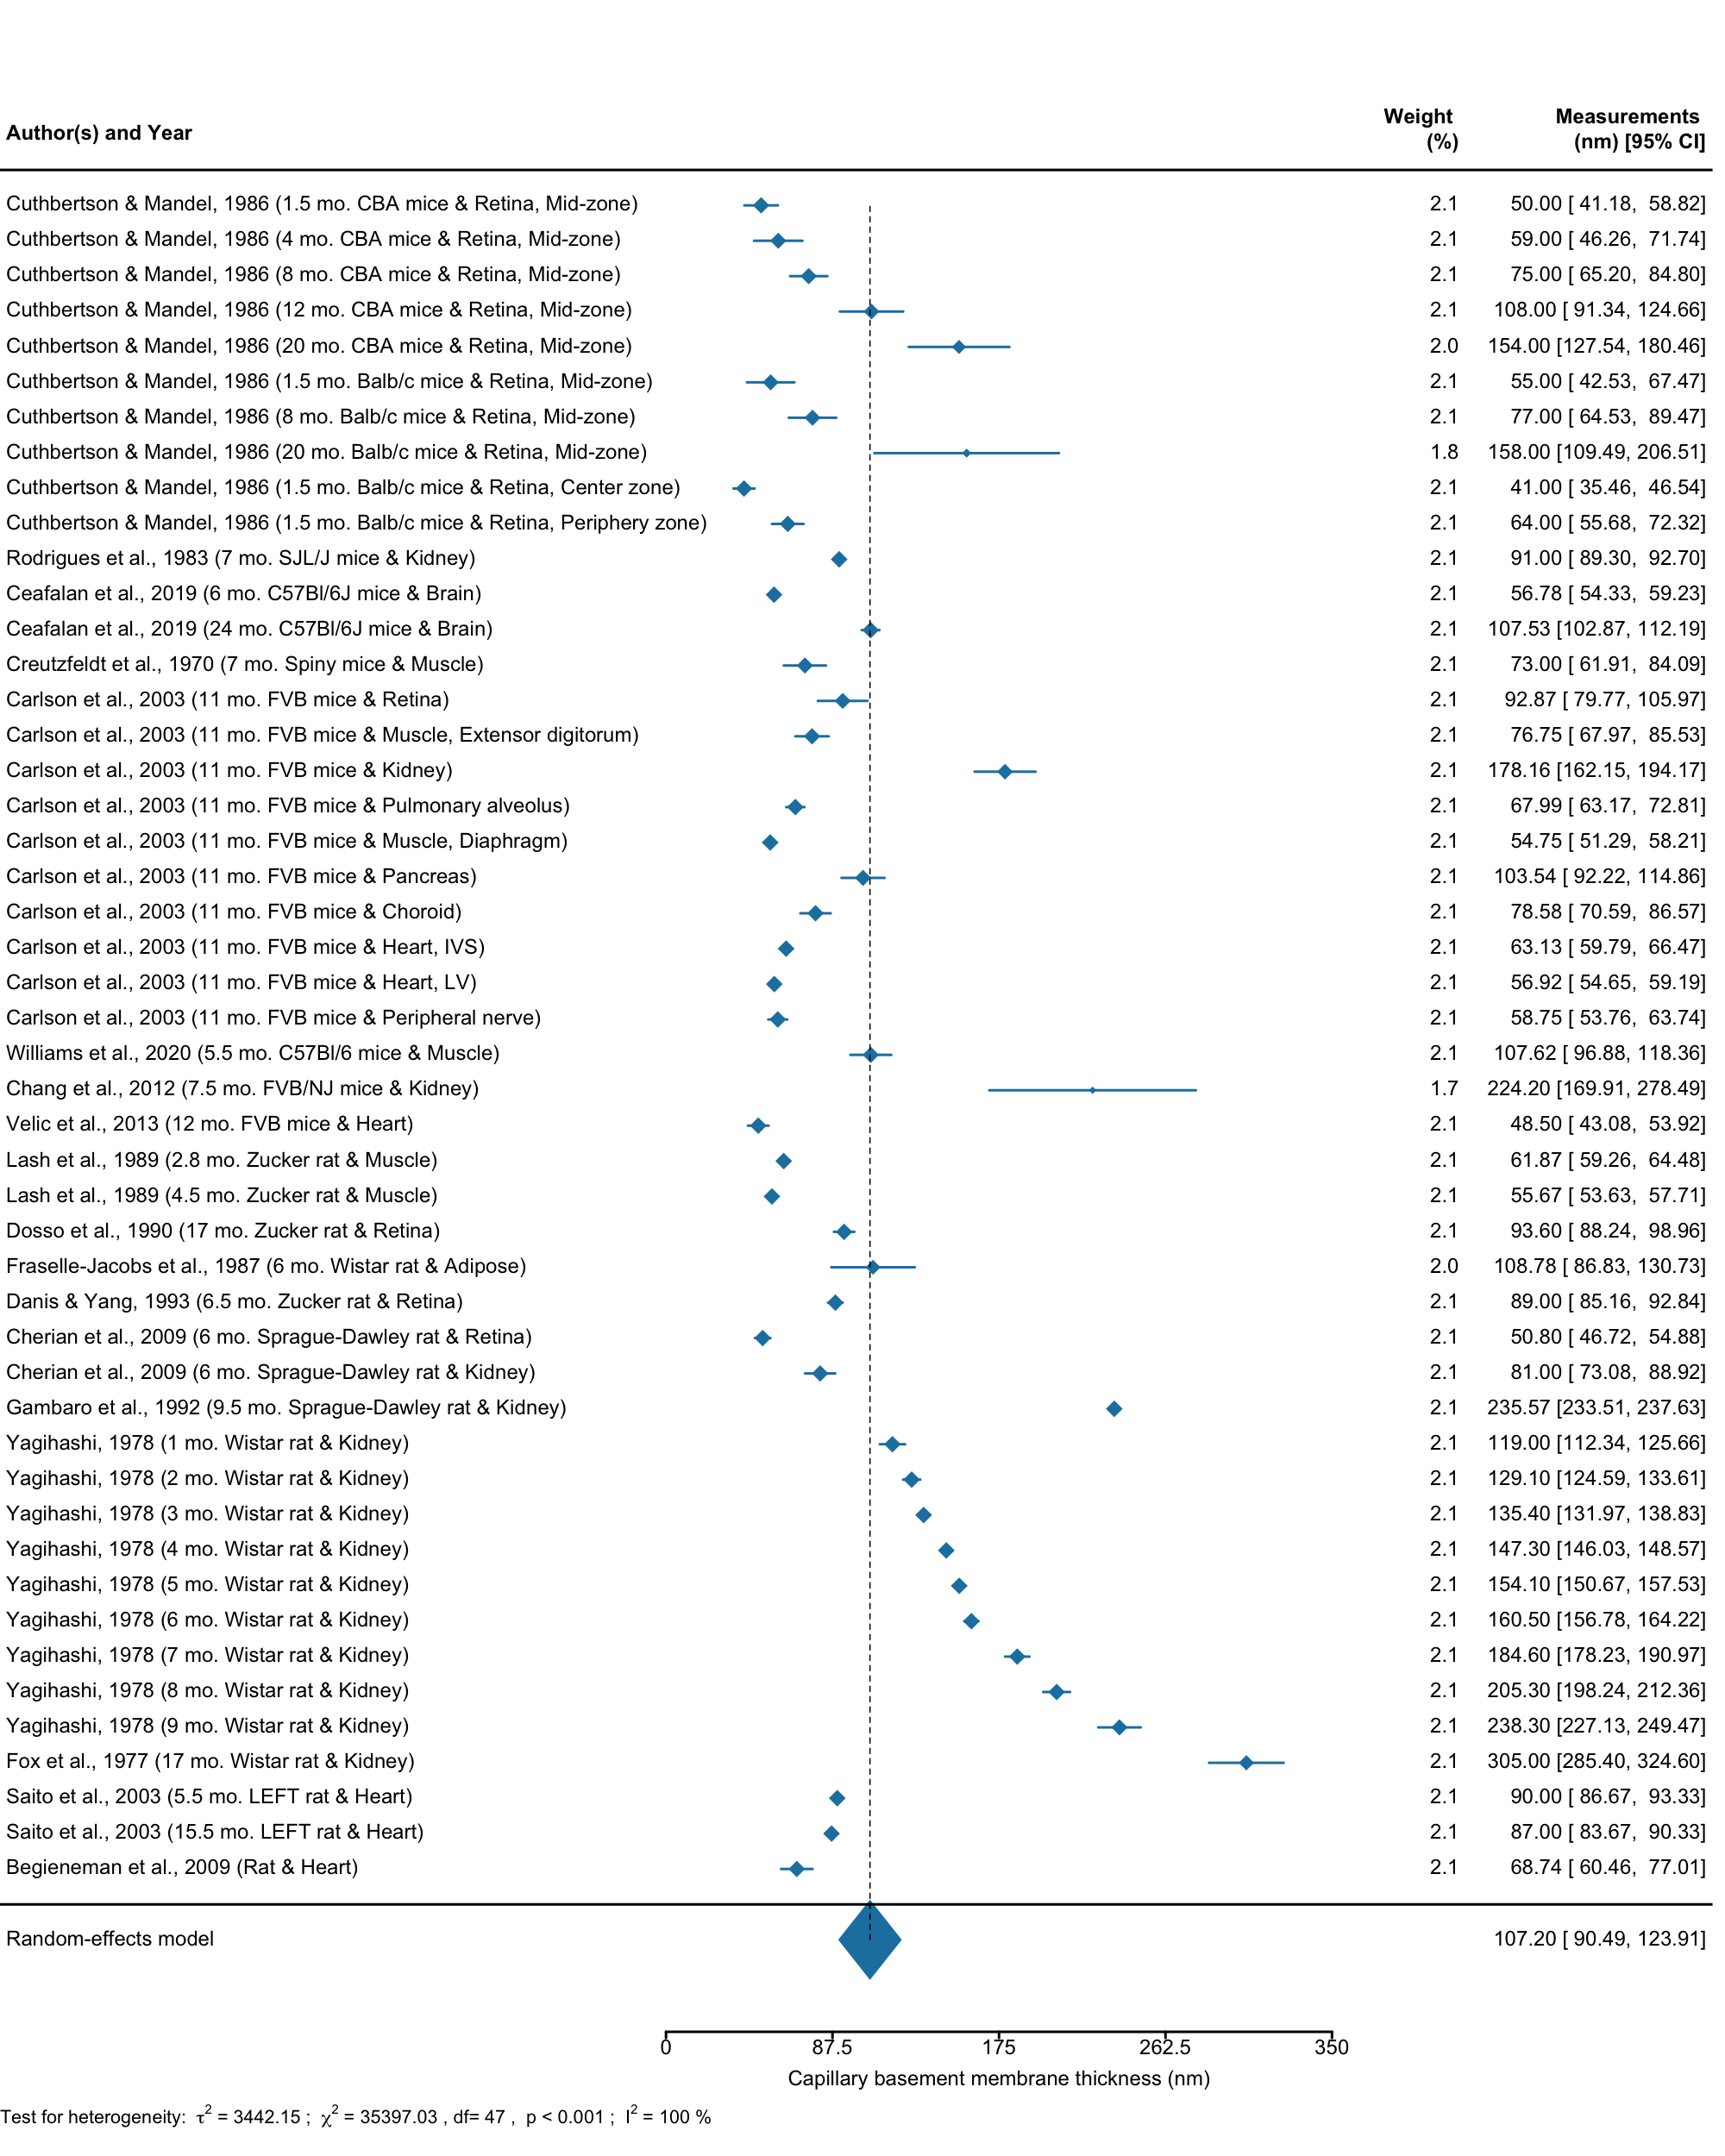 Author(s) and Year Weight (%) Measurements (nm) [95% CI]
Cuthbertson & Mandel, 1986 (1.5 mo. CBA mice & Retina, Mid-zone) 2.1 50.00 [ 41.18, 58.82]
Cuthbertson & Mandel, 1986 (4 mo. CBA mice & Retina, Mid-zone) 2.1 59.00 [ 46.26, 71.74]
Cuthbertson & Mandel, 1986 (8 mo. CBA mice & Retina, Mid-zone) 2.1 75.00 [ 65.20, 84.80]
Cuthbertson & Mandel, 1986 (12 mo. CBA mice & Retina, Mid-zone) 2.1 108.00 [ 91.34, 124.66]
Cuthbertson & Mandel, 1986 (20 mo. CBA mice & Retina, Mid-zone) 2.0 154.00 [127.54, 180.46]
Cuthbertson & Mandel, 1986 (1.5 mo. Balb/c mice & Retina, Mid-zone) 2.1 55.00 [ 42.53, 67.47]
Cuthbertson & Mandel, 1986 (8 mo. Balb/c mice & Retina, Mid-zone) 2.1 77.00 [ 64.53, 89.47]
Cuthbertson & Mandel, 1986 (20 mo. Balb/c mice & Retina, Mid-zone) 1.8 158.00 [109.49, 206.51]
Cuthbertson & Mandel, 1986 (1.5 mo. Balb/c mice & Retina, Center zone) 2.1 41.00 [ 35.46, 46.54]
Cuthbertson & Mandel, 1986 (1.5 mo. Balb/c mice & Retina, Periphery zone) 2.1 64.00 [ 55.68, 72.32]
Rodrigues et al., 1983 (7 mo. SJL/J mice & Kidney) 2.1 91.00 [ 89.30, 92.70]
Ceafalan et al., 2019 (6 mo. C57Bl/6J mice & Brain) 2.1 56.78 [ 54.33, 59.23]
Ceafalan et al., 2019 (24 mo. C57Bl/6J mice & Brain) 2.1 107.53 [102.87, 112.19]
Creutzfeldt et al., 1970 (7 mo. Spiny mice & Muscle) 2.1 73.00 [ 61.91, 84.09]
Carlson et al., 2003 (11 mo. FVB mice & Retina) 2.1 92.87 [ 79.77, 105.97]
Carlson et al., 2003 (11 mo. FVB mice & Muscle, Extensor digitorum) 2.1 76.75 [ 67.97, 85.53]
Carlson et al., 2003 (11 mo. FVB mice & Kidney) 2.1 178.16 [162.15, 194.17]
Carlson et al., 2003 (11 mo. FVB mice & Pulmonary alveolus) 2.1 67.99 [ 63.17, 72.81]
Carlson et al., 2003 (11 mo. FVB mice & Muscle, Diaphragm) 2.1 54.75 [ 51.29, 58.21]
Carlson et al., 2003 (11 mo. FVB mice & Pancreas) 2.1 103.54 [ 92.22, 114.86]
Carlson et al., 2003 (11 mo. FVB mice & Choroid) 2.1 78.58 [ 70.59, 86.57]
Carlson et al., 2003 (11 mo. FVB mice & Heart, IVS) 2.1 63.13 [ 59.79, 66.47]
Carlson et al., 2003 (11 mo. FVB mice & Heart, LV) 2.1 56.92 [ 54.65, 59.19]
Carlson et al., 2003 (11 mo. FVB mice & Peripheral nerve) 2.1 58.75 [ 53.76, 63.74]
Williams et al., 2020 (5.5 mo. C57Bl/6 mice & Muscle) 2.1 107.62 [ 96.88, 118.36]
Chang et al., 2012 (7.5 mo. FVB/NJ mice & Kidney) 1.7 224.20 [169.91, 278.49]
Velic et al., 2013 (12 mo. FVB mice & Heart) 2.1 48.50 [ 43.08, 53.92]
Lash et al., 1989 (2.8 mo. Zucker rat & Muscle) 2.1 61.87 [ 59.26, 64.48]
Lash et al., 1989 (4.5 mo. Zucker rat & Muscle) 2.1 55.67 [ 53.63, 57.71]
Dosso et al., 1990 (17 mo. Zucker rat & Retina) 2.1 93.60 [ 88.24, 98.96]
Fraselle-Jacobs et al., 1987 (6 mo. Wistar rat & Adipose) 2.0 108.78 [ 86.83, 130.73]
Danis & Yang, 1993 (6.5 mo. Zucker rat & Retina) 2.1 89.00 [ 85.16, 92.84]
Cherian et al., 2009 (6 mo. Sprague-Dawley rat & Retina) 2.1 50.80 [ 46.72, 54.88]
Cherian et al., 2009 (6 mo. Sprague-Dawley rat & Kidney) 2.1 81.00 [ 73.08, 88.92]
Gambaro et al., 1992 (9.5 mo. Sprague-Dawley rat & Kidney) 2.1 235.57 [233.51, 237.63]
Yagihashi, 1978 (1 mo. Wistar rat & Kidney) 2.1 119.00 [112.34, 125.66]
Yagihashi, 1978 (2 mo. Wistar rat & Kidney) 2.1 129.10 [124.59, 133.61]
Yagihashi, 1978 (3 mo. Wistar rat & Kidney) 2.1 135.40 [131.97, 138.83]
Yagihashi, 1978 (4 mo. Wistar rat & Kidney) 2.1 147.30 [146.03, 148.57]
Yagihashi, 1978 (5 mo. Wistar rat & Kidney) 2.1 154.10 [150.67, 157.53]
Yagihashi, 1978 (6 mo. Wistar rat & Kidney) 2.1 160.50 [156.78, 164.22]
Yagihashi, 1978 (7 mo. Wistar rat & Kidney) 2.1 184.60 [178.23, 190.97]
Yagihashi, 1978 (8 mo. Wistar rat & Kidney) 2.1 205.30 [198.24, 212.36]
Yagihashi, 1978 (9 mo. Wistar rat & Kidney) 2.1 238.30 [227.13, 249.47]
Fox et al., 1977 (17 mo. Wistar rat & Kidney) 2.1 305.00 [285.40, 324.60]
Saito et al., 2003 (5.5 mo. LEFT rat & Heart) 2.1 90.00 [ 86.67, 93.33]
Saito et al., 2003 (15.5 mo. LEFT rat & Heart) 2.1 87.00 [ 83.67, 90.33]
Begieneman et al., 2009 (Rat & Heart) 2.1 68.74 [ 60.46, 77.01]
Random-effects model 107.20 [ 90.49, 123.91]
0 87.5 175 262.5 350
Capillary basement membrane thickness (nm)
Test for heterogeneity: τ² = 3442.15 ; χ² = 35397.03 , df= 47 , p < 0.001 ; I² = 100 %